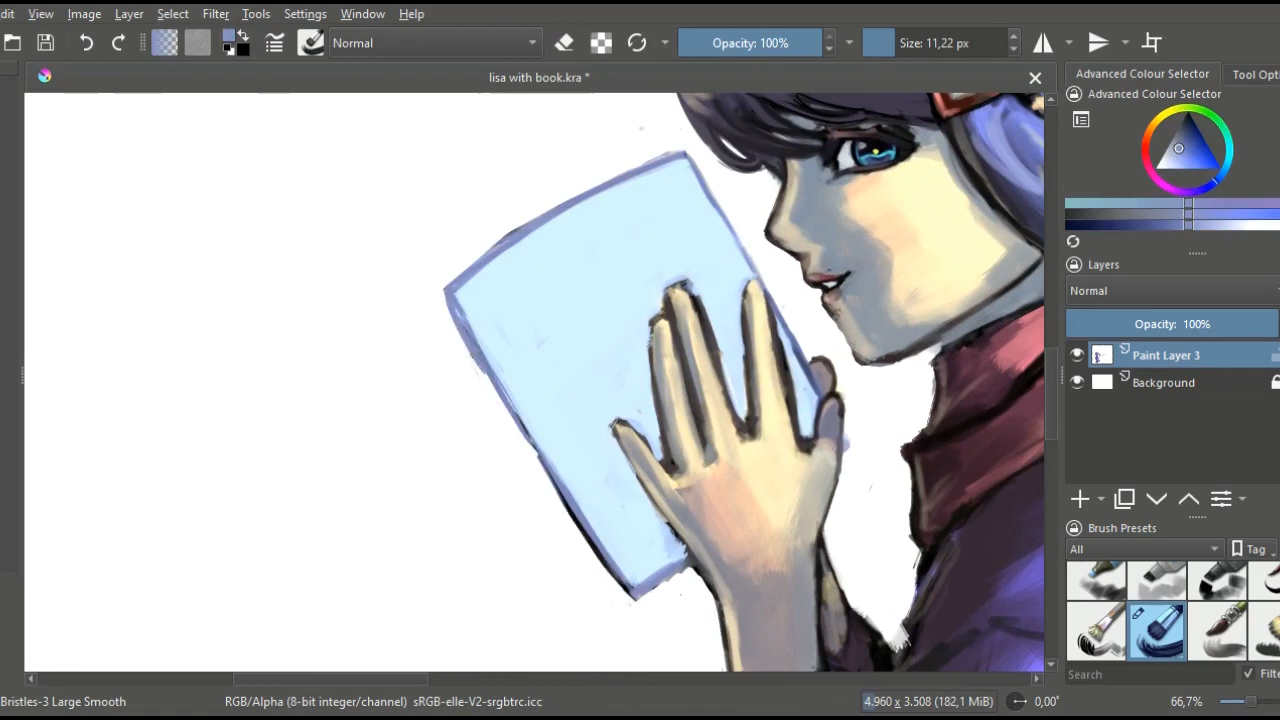 dit View Image Layer Select Filter Tools Settings Window Help
Normal Opacity: 100% Size: 11,22 px
lisa with book.kra *
Advanced Colour Selector Tool Opti
Advanced Colour Selector
Layers
Normal
Opacity: 100%
Paint Layer 3
Background
Brush Presets
All Tag
Search Filte
Bristles-3 Large Smooth RGB/Alpha (8-bit integer/channel) sRGB-elle-V2-srgbtrc.icc 4.960 x 3.508 (182,1 MiB) 0,00° 66,7%